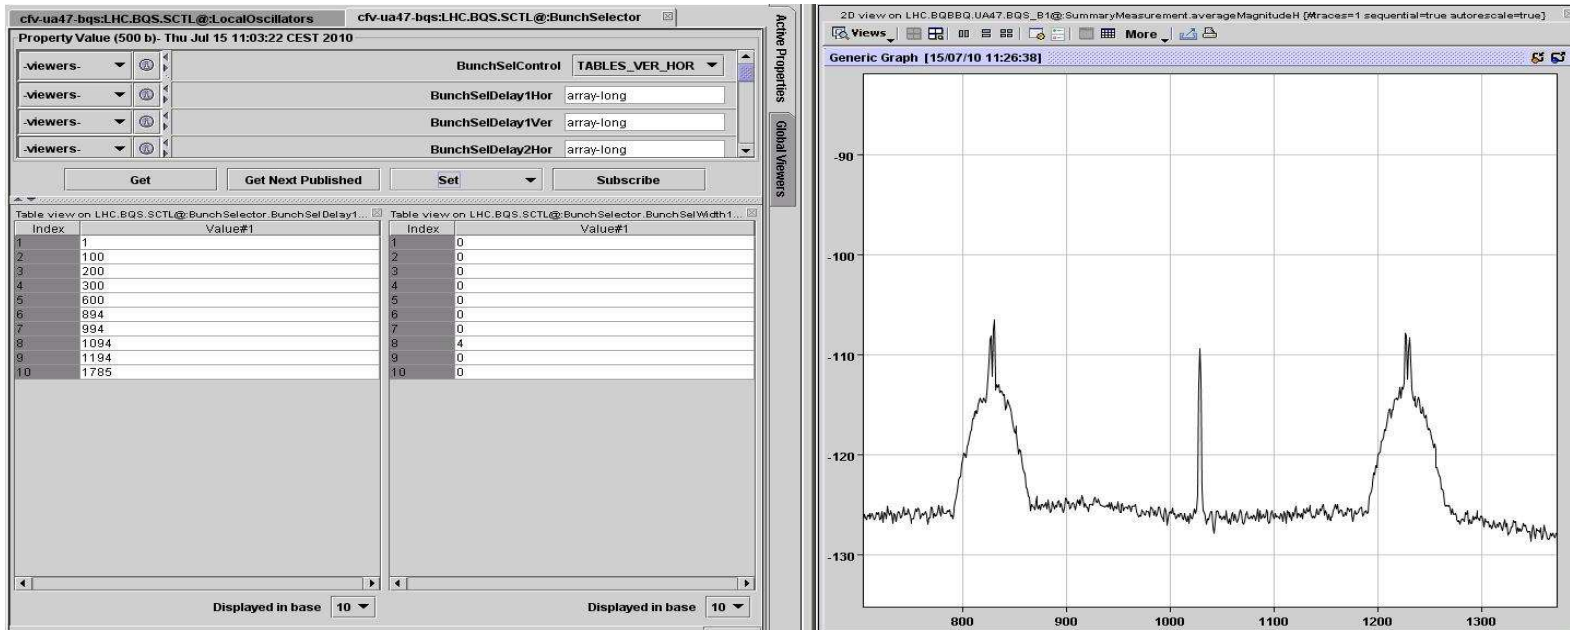 cfv-ua47-bqs:LHC.BQS.SCTL@:LocalOscillators
cfv-ua47-bqs:LHC.BQS.SCTL@:BunchSelector
Property Value (500 b)- Thu Jul 15 11:03:22 CEST 2010
-viewers- BunchSelControl TABLES_VER_HOR
-viewers- BunchSelDelay1Hor array-long
-viewers- BunchSelDelay1Ver array-long
-viewers- BunchSelDelay2Hor array-long
Get Get Next Published Set Subscribe
Active Properties
Global Viewers
Table view on LHC.BQS.SCTL@:BunchSelector.BunchSelDelay1...
Index Value#1
1 1
2 100
3 200
4 300
5 600
6 894
7 994
8 1094
9 1194
10 1785
Displayed in base 10
Table view on LHC.BQS.SCTL@:BunchSelector.BunchSelWidth1...
Index Value#1
1 0
2 0
3 0
4 0
5 0
6 0
7 0
8 4
9 0
10 0
Displayed in base 10
2D view on LHC.BQBBQ.UA47.BQS_B1@:SummaryMeasurement.averageMagnitudeH {#traces=1 sequential=true autorescale=true}
Views More
Generic Graph [15/07/10 11:26:38]
-90
-100
-110
-120
-130
800 900 1000 1100 1200 1300